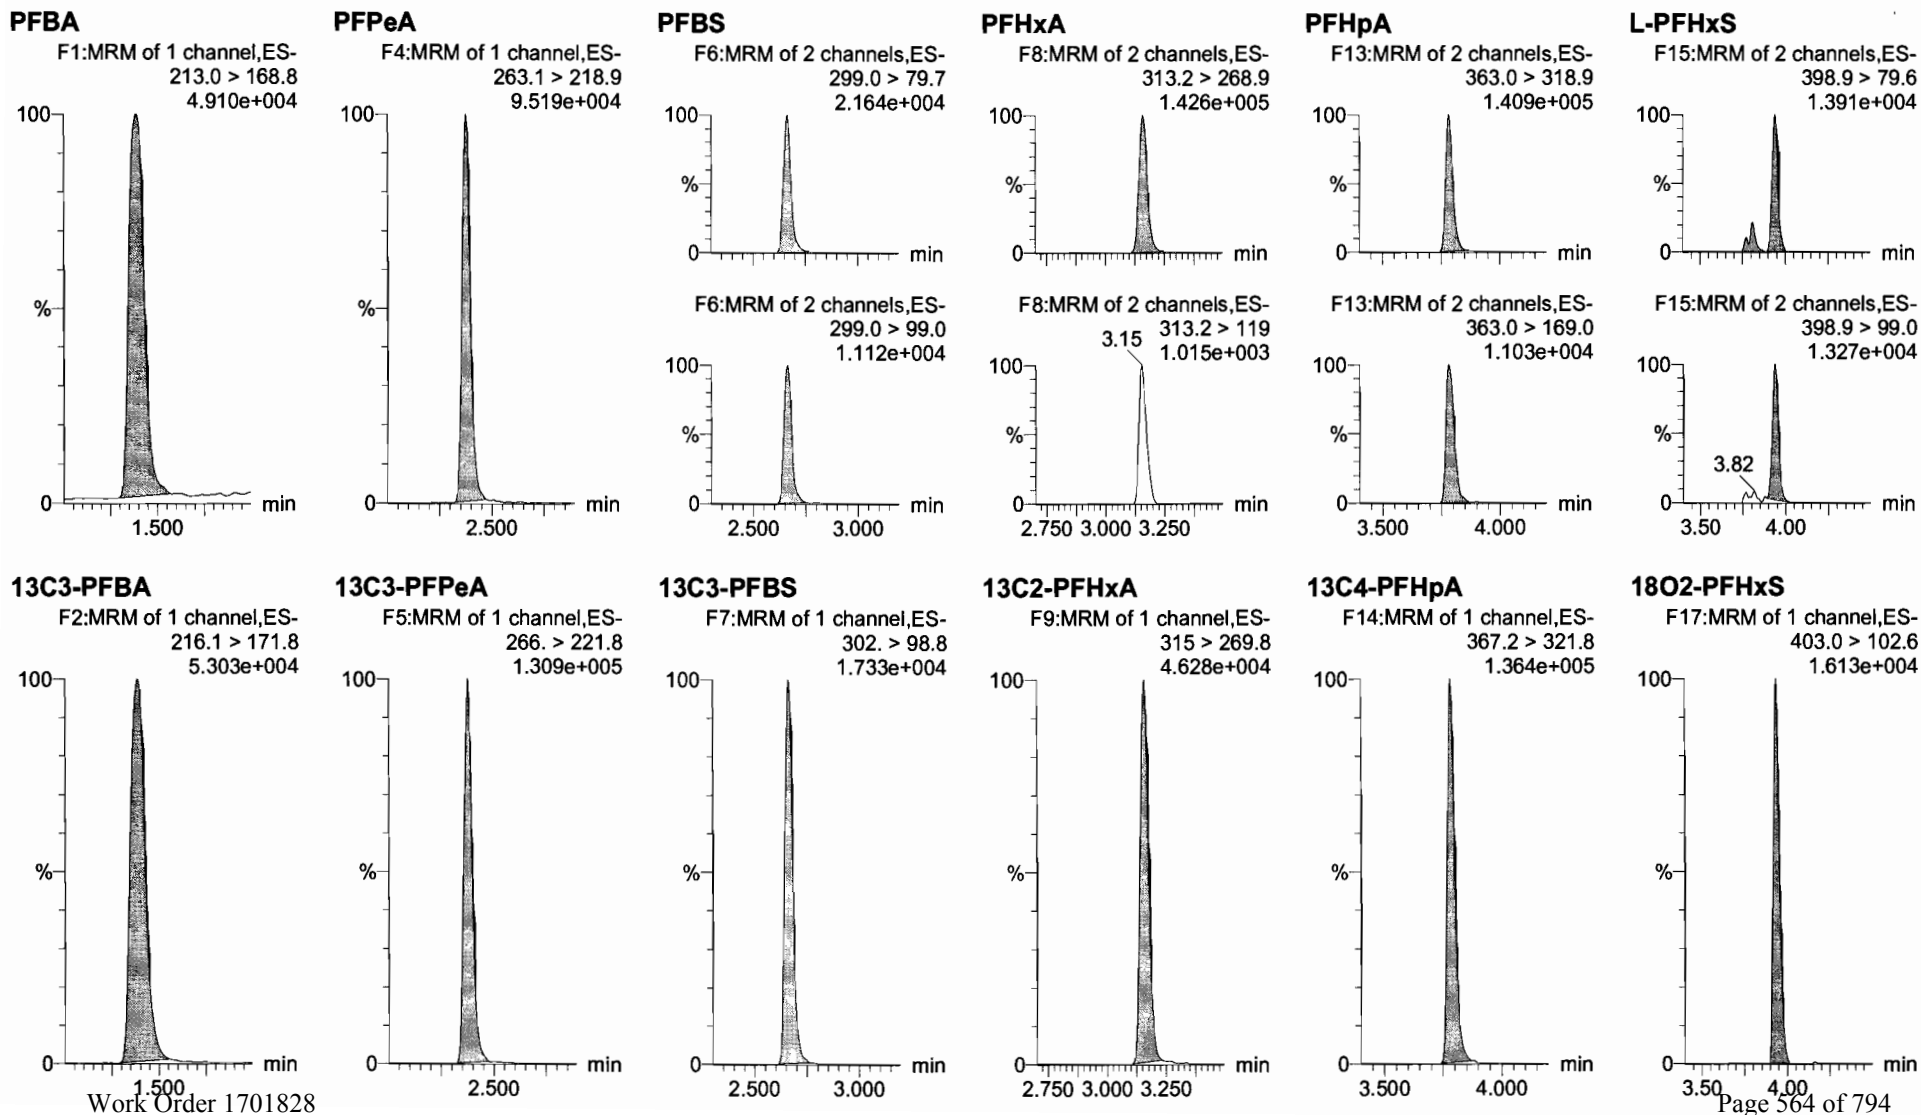 PFBA
F1:MRM of 1 channel,ES-
213.0 > 168.8
4.910e+004
100
%
0
min
1.500
PFPeA
F4:MRM of 1 channel,ES-
263.1 > 218.9
9.519e+004
100
%
0
min
2.500
PFBS
F6:MRM of 2 channels,ES-
299.0 > 79.7
2.164e+004
100
%
0
min
F6:MRM of 2 channels,ES-
299.0 > 99.0
1.112e+004
100
%
0
min
2.500 3.000
PFHxA
F8:MRM of 2 channels,ES-
313.2 > 268.9
1.426e+005
100
%
0
min
F8:MRM of 2 channels,ES-
313.2 > 119
1.015e+003
3.15
100
%
0
min
2.750 3.000 3.250
PFHpA
F13:MRM of 2 channels,ES-
363.0 > 318.9
1.409e+005
100
%
0
min
F13:MRM of 2 channels,ES-
363.0 > 169.0
1.103e+004
100
%
0
min
3.500 4.000
L-PFHxS
F15:MRM of 2 channels,ES-
398.9 > 79.6
1.391e+004
100
%
0
min
F15:MRM of 2 channels,ES-
398.9 > 99.0
1.327e+004
100
%
3.82
0
min
3.50 4.00
13C3-PFBA
F2:MRM of 1 channel,ES-
216.1 > 171.8
5.303e+004
100
%
0
min
1.500
13C3-PFPeA
F5:MRM of 1 channel,ES-
266. > 221.8
1.309e+005
100
%
0
min
2.500
13C3-PFBS
F7:MRM of 1 channel,ES-
302. > 98.8
1.733e+004
100
%
0
min
2.500 3.000
13C2-PFHxA
F9:MRM of 1 channel,ES-
315 > 269.8
4.628e+004
100
%
0
min
2.750 3.000 3.250
13C4-PFHpA
F14:MRM of 1 channel,ES-
367.2 > 321.8
1.364e+005
100
%
0
min
3.500 4.000
18O2-PFHxS
F17:MRM of 1 channel,ES-
403.0 > 102.6
1.613e+004
100
%
0
min
3.50 4.00
Work Order 1701828
Page 564 of 794